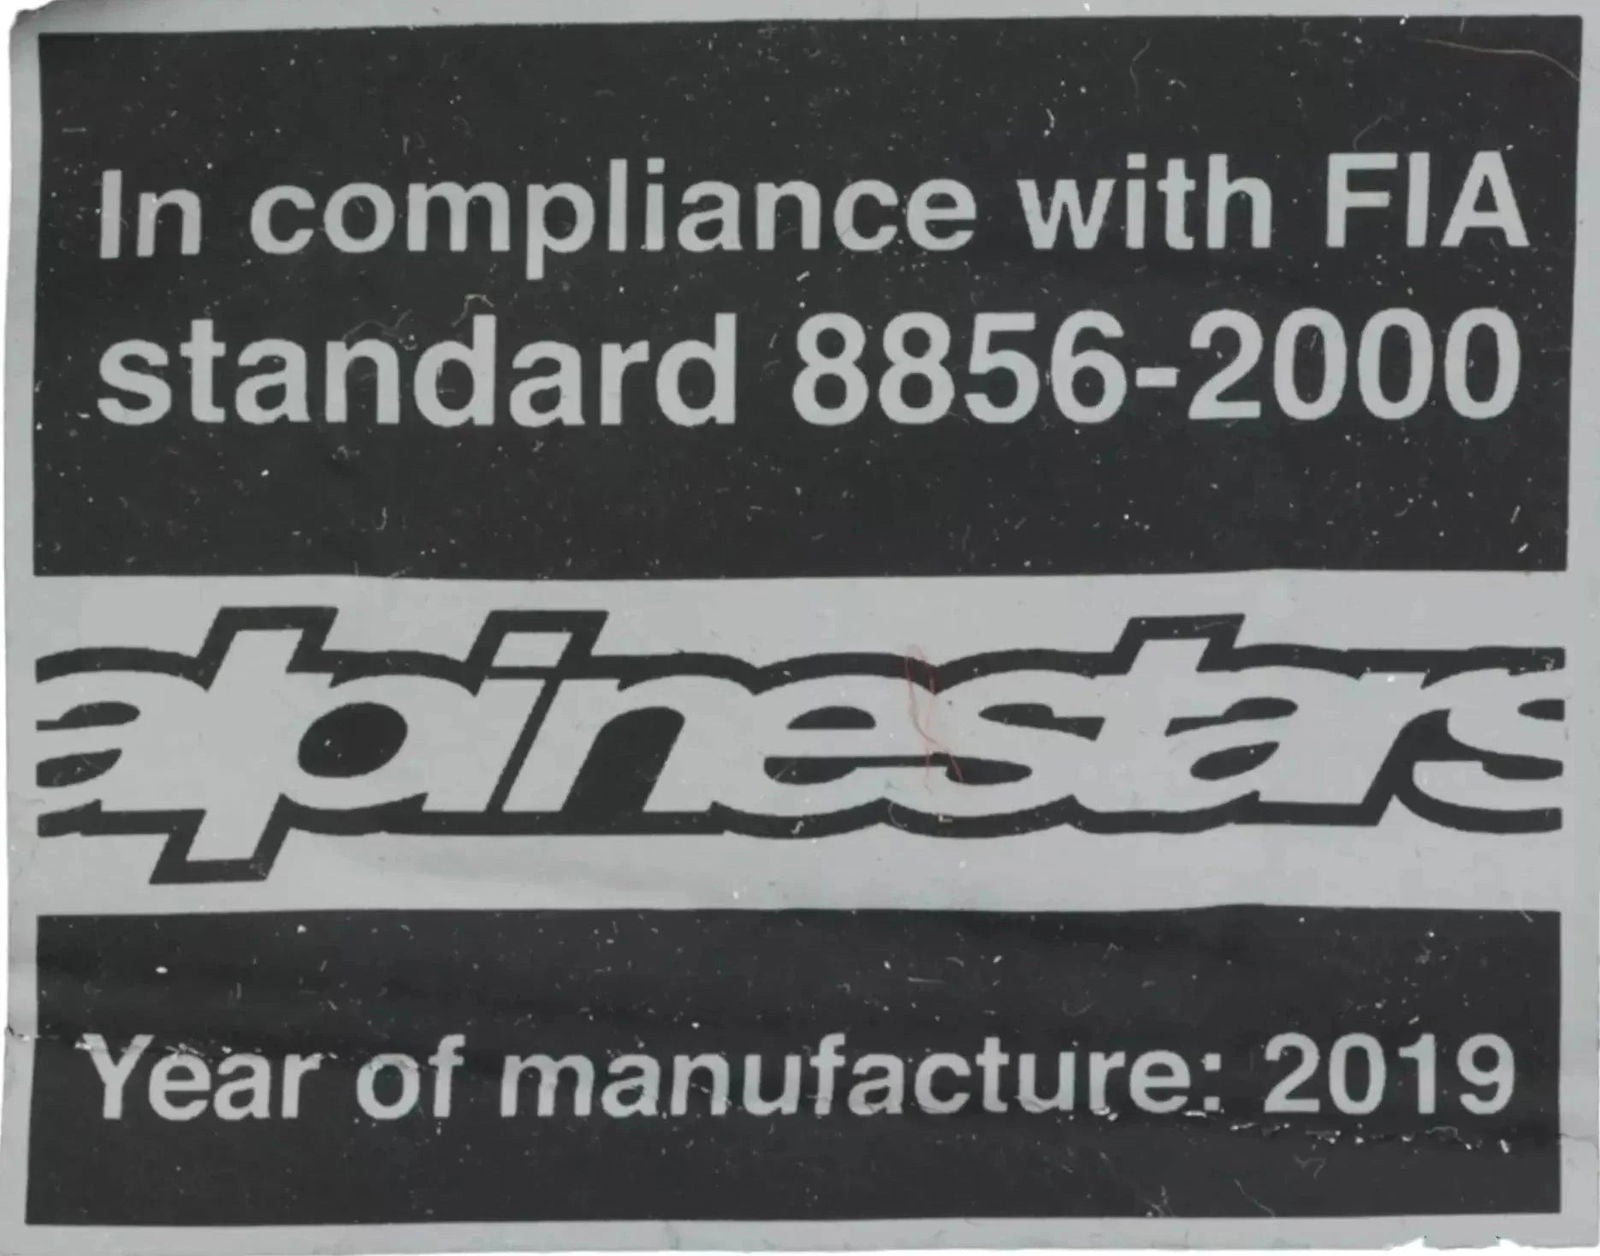 In compliance with FIA
standard 8856-2000
alpinestars
Year of manufacture: 2019